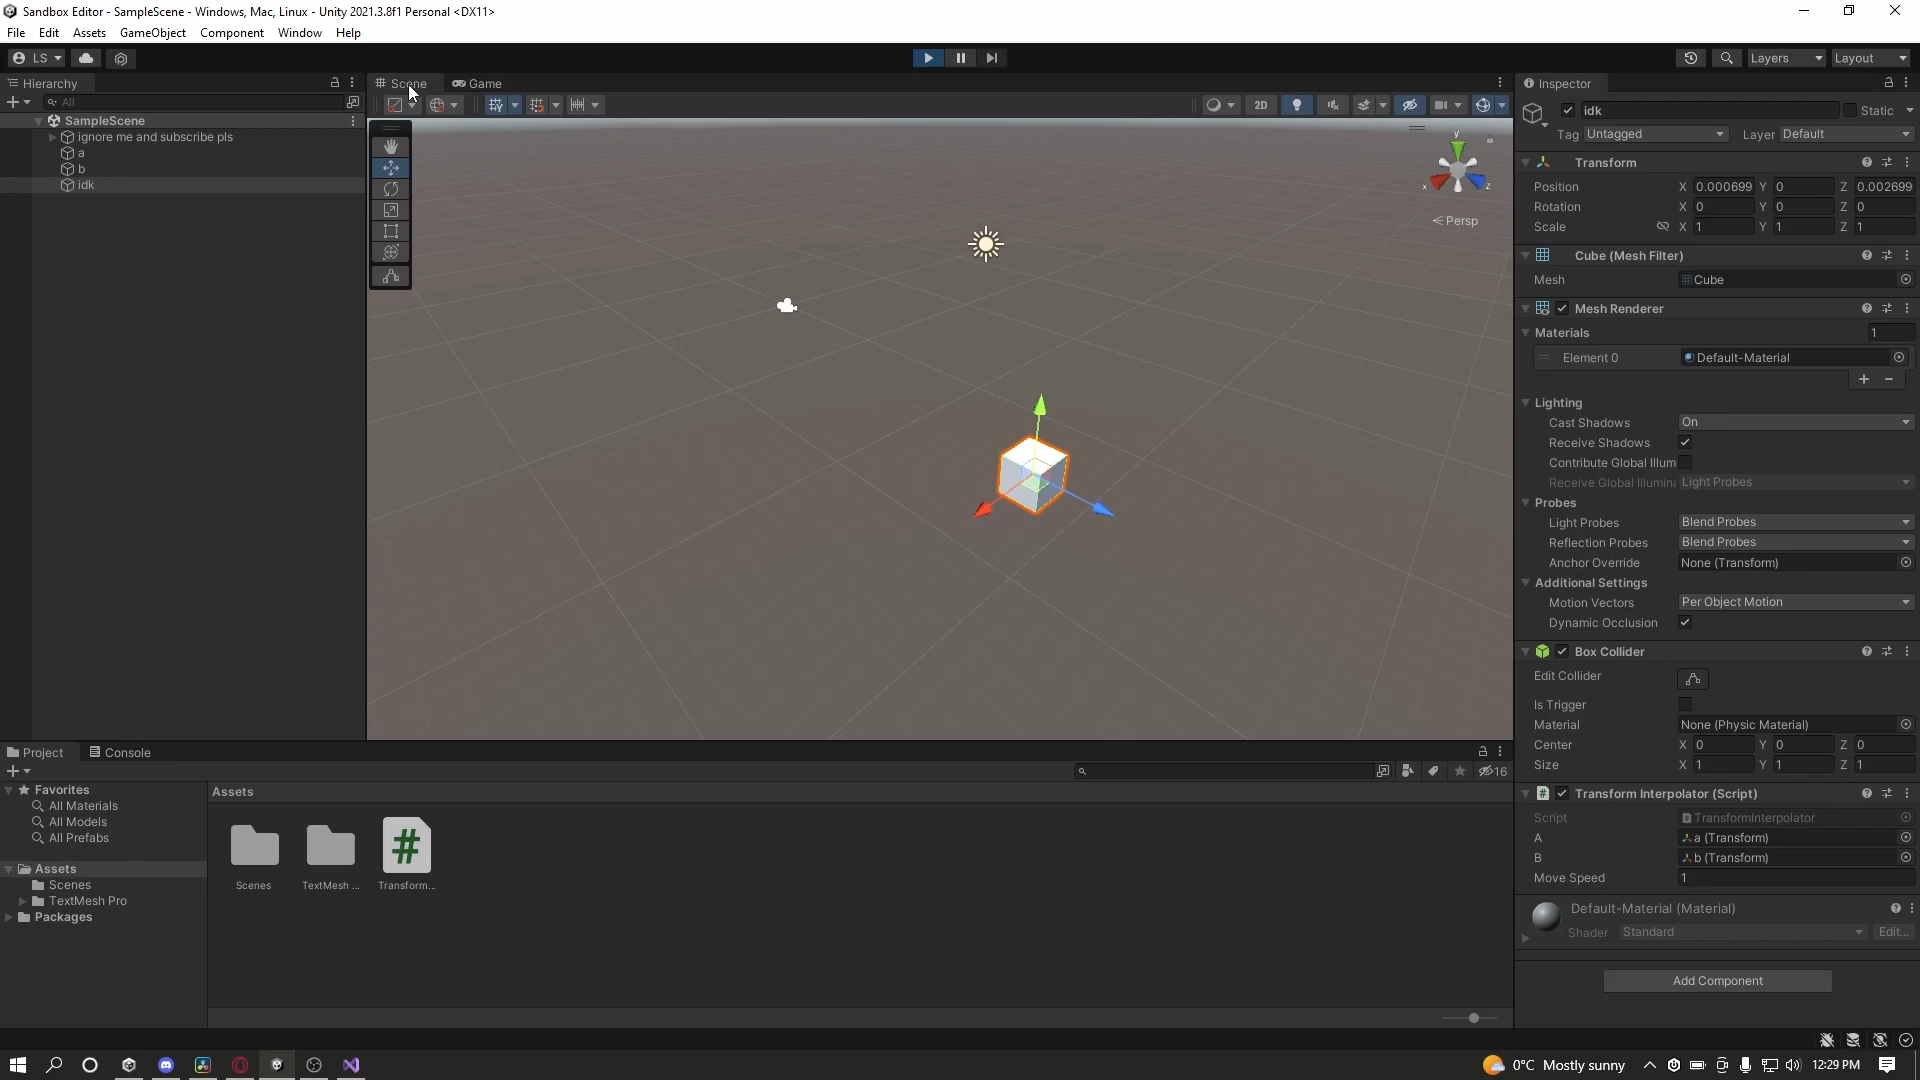 Sandbox Editor - SampleScene - Windows, Mac, Linux - Unity 2021.3.8f1 Personal <DX11>
File Edit Assets GameObject Component Window Help
LS Layers Layout
Hierarchy
All
SampleScene
ignore me and subscribe pls
a
b
idk
Scene Game
2D
y
x z
Persp
Inspector
idk Static
Tag Untagged Layer Default
Transform
Position X 0.000699 Y 0 Z 0.002699
Rotation X 0 Y 0 Z 0
Scale X 1 Y 1 Z 1
Cube (Mesh Filter)
Mesh Cube
Mesh Renderer
Materials 1
Element 0 Default-Material
Lighting
Cast Shadows On
Receive Shadows
Contribute Global Illum
Receive Global Illumina Light Probes
Probes
Light Probes Blend Probes
Reflection Probes Blend Probes
Anchor Override None (Transform)
Additional Settings
Motion Vectors Per Object Motion
Dynamic Occlusion
Box Collider
Edit Collider
Is Trigger
Material None (Physic Material)
Center X 0 Y 0 Z 0
Size X 1 Y 1 Z 1
# Transform Interpolator (Script)
Script TransformInterpolator
A a (Transform)
B b (Transform)
Move Speed 1
Default-Material (Material)
Shader Standard Edit...
Add Component
Project Console
16
Favorites
All Materials
All Models
All Prefabs
Assets
Scenes
TextMesh Pro
Packages
Assets
#
Scenes TextMesh ... Transform...
0°C Mostly sunny 12:29 PM